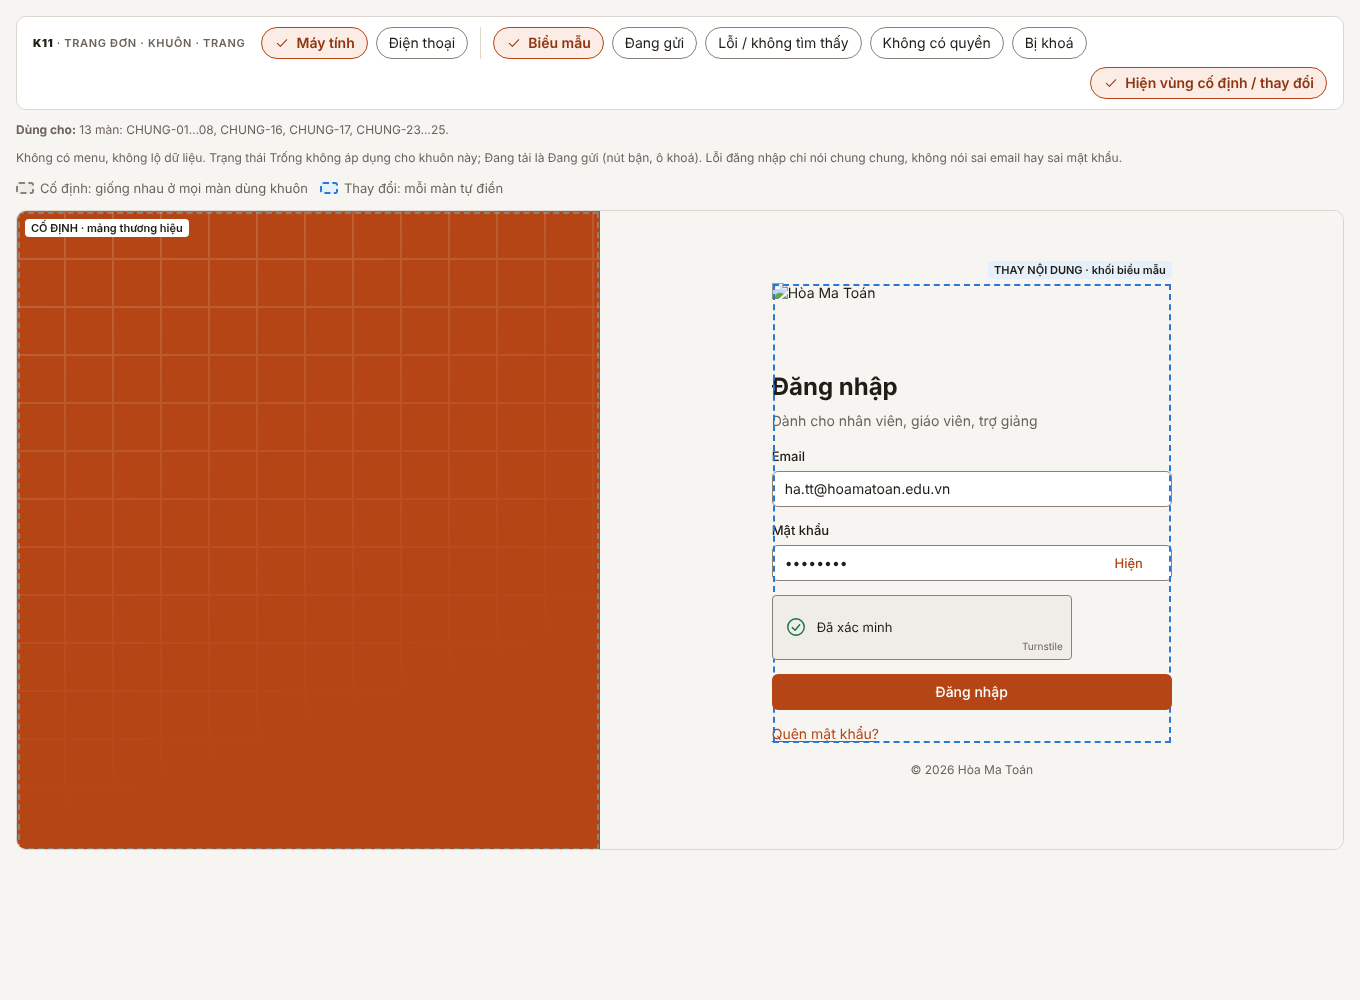 K11 · TRANG ĐƠN · KHUÔN · TRANG
Máy tính
Điện thoại
Biểu mẫu
Đang gửi
Lỗi / không tìm thấy
Không có quyền
Bị khoá
Hiện vùng cố định / thay đổi
Dùng cho: 13 màn: CHUNG-01…08, CHUNG-16, CHUNG-17, CHUNG-23…25.
Không có menu, không lộ dữ liệu. Trạng thái Trống không áp dụng cho khuôn này; Đang tải là Đang gửi (nút bận, ô khoá). Lỗi đăng nhập chỉ nói chung chung, không nói sai email hay sai mật khẩu.
Cố định: giống nhau ở mọi màn dùng khuôn
Thay đổi: mỗi màn tự điền
CỐ ĐỊNH · mảng thương hiệu
THAY NỘI DUNG · khối biểu mẫu
Hòa Ma Toán
Đăng nhập
Dành cho nhân viên, giáo viên, trợ giảng
Email
ha.tt@hoamatoan.edu.vn
Mật khẩu
••••••••
Hiện
Đã xác minh
Turnstile
Đăng nhập
Quên mật khẩu?
© 2026 Hòa Ma Toán